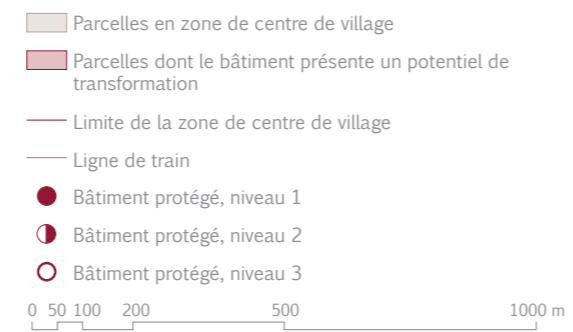 Parcelles en zone de centre de village
Parcelles dont le bâtiment présente un potentiel de
transformation
Limite de la zone de centre de village
Ligne de train
Bâtiment protégé, niveau 1
Bâtiment protégé, niveau 2
Bâtiment protégé, niveau 3
0 50 100 200 500 1000 m